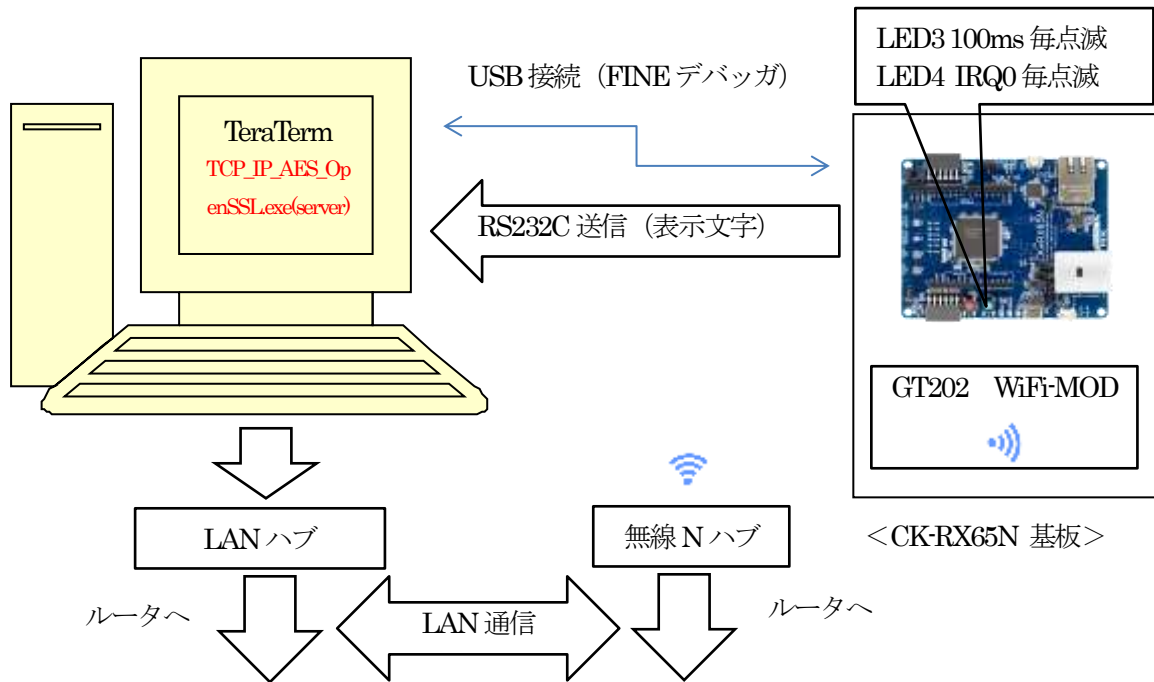 LED3 100ms 毎点滅
LED4 IRQ0 毎点滅
USB 接続（FINE デバッガ）
TeraTerm
TCP_IP_AES_Op
enSSL.exe(server)
RS232C 送信（表示文字）
GT202 WiFi-MOD
LAN ハブ
無線 N ハブ
＜CK-RX65N 基板＞
ルータへ
LAN 通信
ルータへ